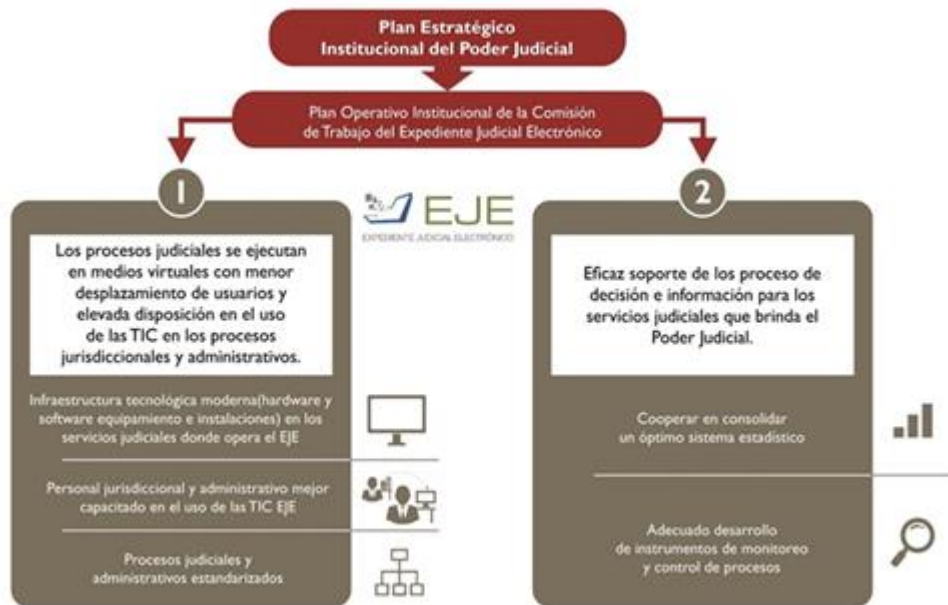 Plan Estratégico
Institucional del Poder Judicial
Plan Operativo Institucional de la Comisión
de Trabajo del Expediente Judicial Electrónico
1
Los procesos judiciales se ejecutan
en medios virtuales con menor
desplazamiento de usuarios y
elevada disposición en el uso
de las TIC en los procesos
jurisdiccionales y administrativos.
Infraestructura tecnológica moderna(hardware y
software equipamiento e instalaciones) en los
servicios judiciales donde opera el EJE
Personal jurisdiccional y administrativo mejor
capacitado en el uso de las TIC EJE
Procesos judiciales y
administrativos estandarizados
EJE
EXPEDIENTE JUDICIAL ELECTRÓNICO
2
Eficaz soporte de los proceso de
decisión e información para los
servicios judiciales que brinda el
Poder Judicial.
Cooperar en consolidar
un óptimo sistema estadístico
Adecuado desarrollo
de instrumentos de monitoreo
y control de procesos